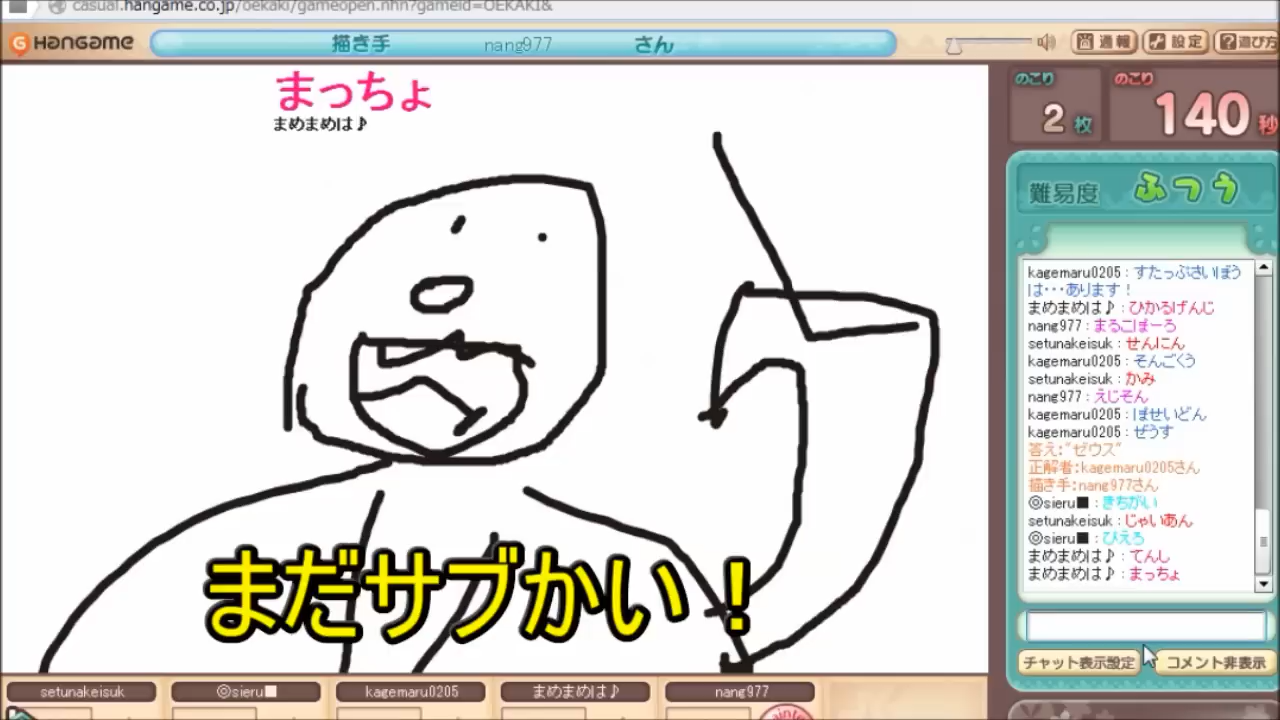 casual.hangame.co.jp/oekaki/gameopen.nhn?gameid=OEKAKI&
HANGAME
描き手 nang977 さん
通報
設定
遊び方
まっちょ
まめまめは♪
のこり
2枚
のこり
140秒
難易度 ふつう
kagemaru0205 : すたっぷさいぼう
は・・・あります！
まめまめは♪ : ひかるげんじ
nang977 : まるこぽーろ
setunakeisuk : せんにん
kagemaru0205 : そんごくう
setunakeisuk : かみ
nang977 : えじそん
kagemaru0205 : ぽせいどん
kagemaru0205 : ぜうす
答え:"ゼウス"
正解者:kagemaru0205さん
描き手:nang977さん
◎sieru■ : きちがい
setunakeisuk : じゃいあん
◎sieru■ : ぴえろ
まめまめは♪ : てんし
まめまめは♪ : まっちょ
まだサブかい！
チャット表示設定
コメント非表示
setunakeisuk
◎sieru■
kagemaru0205
まめまめは♪
nang977